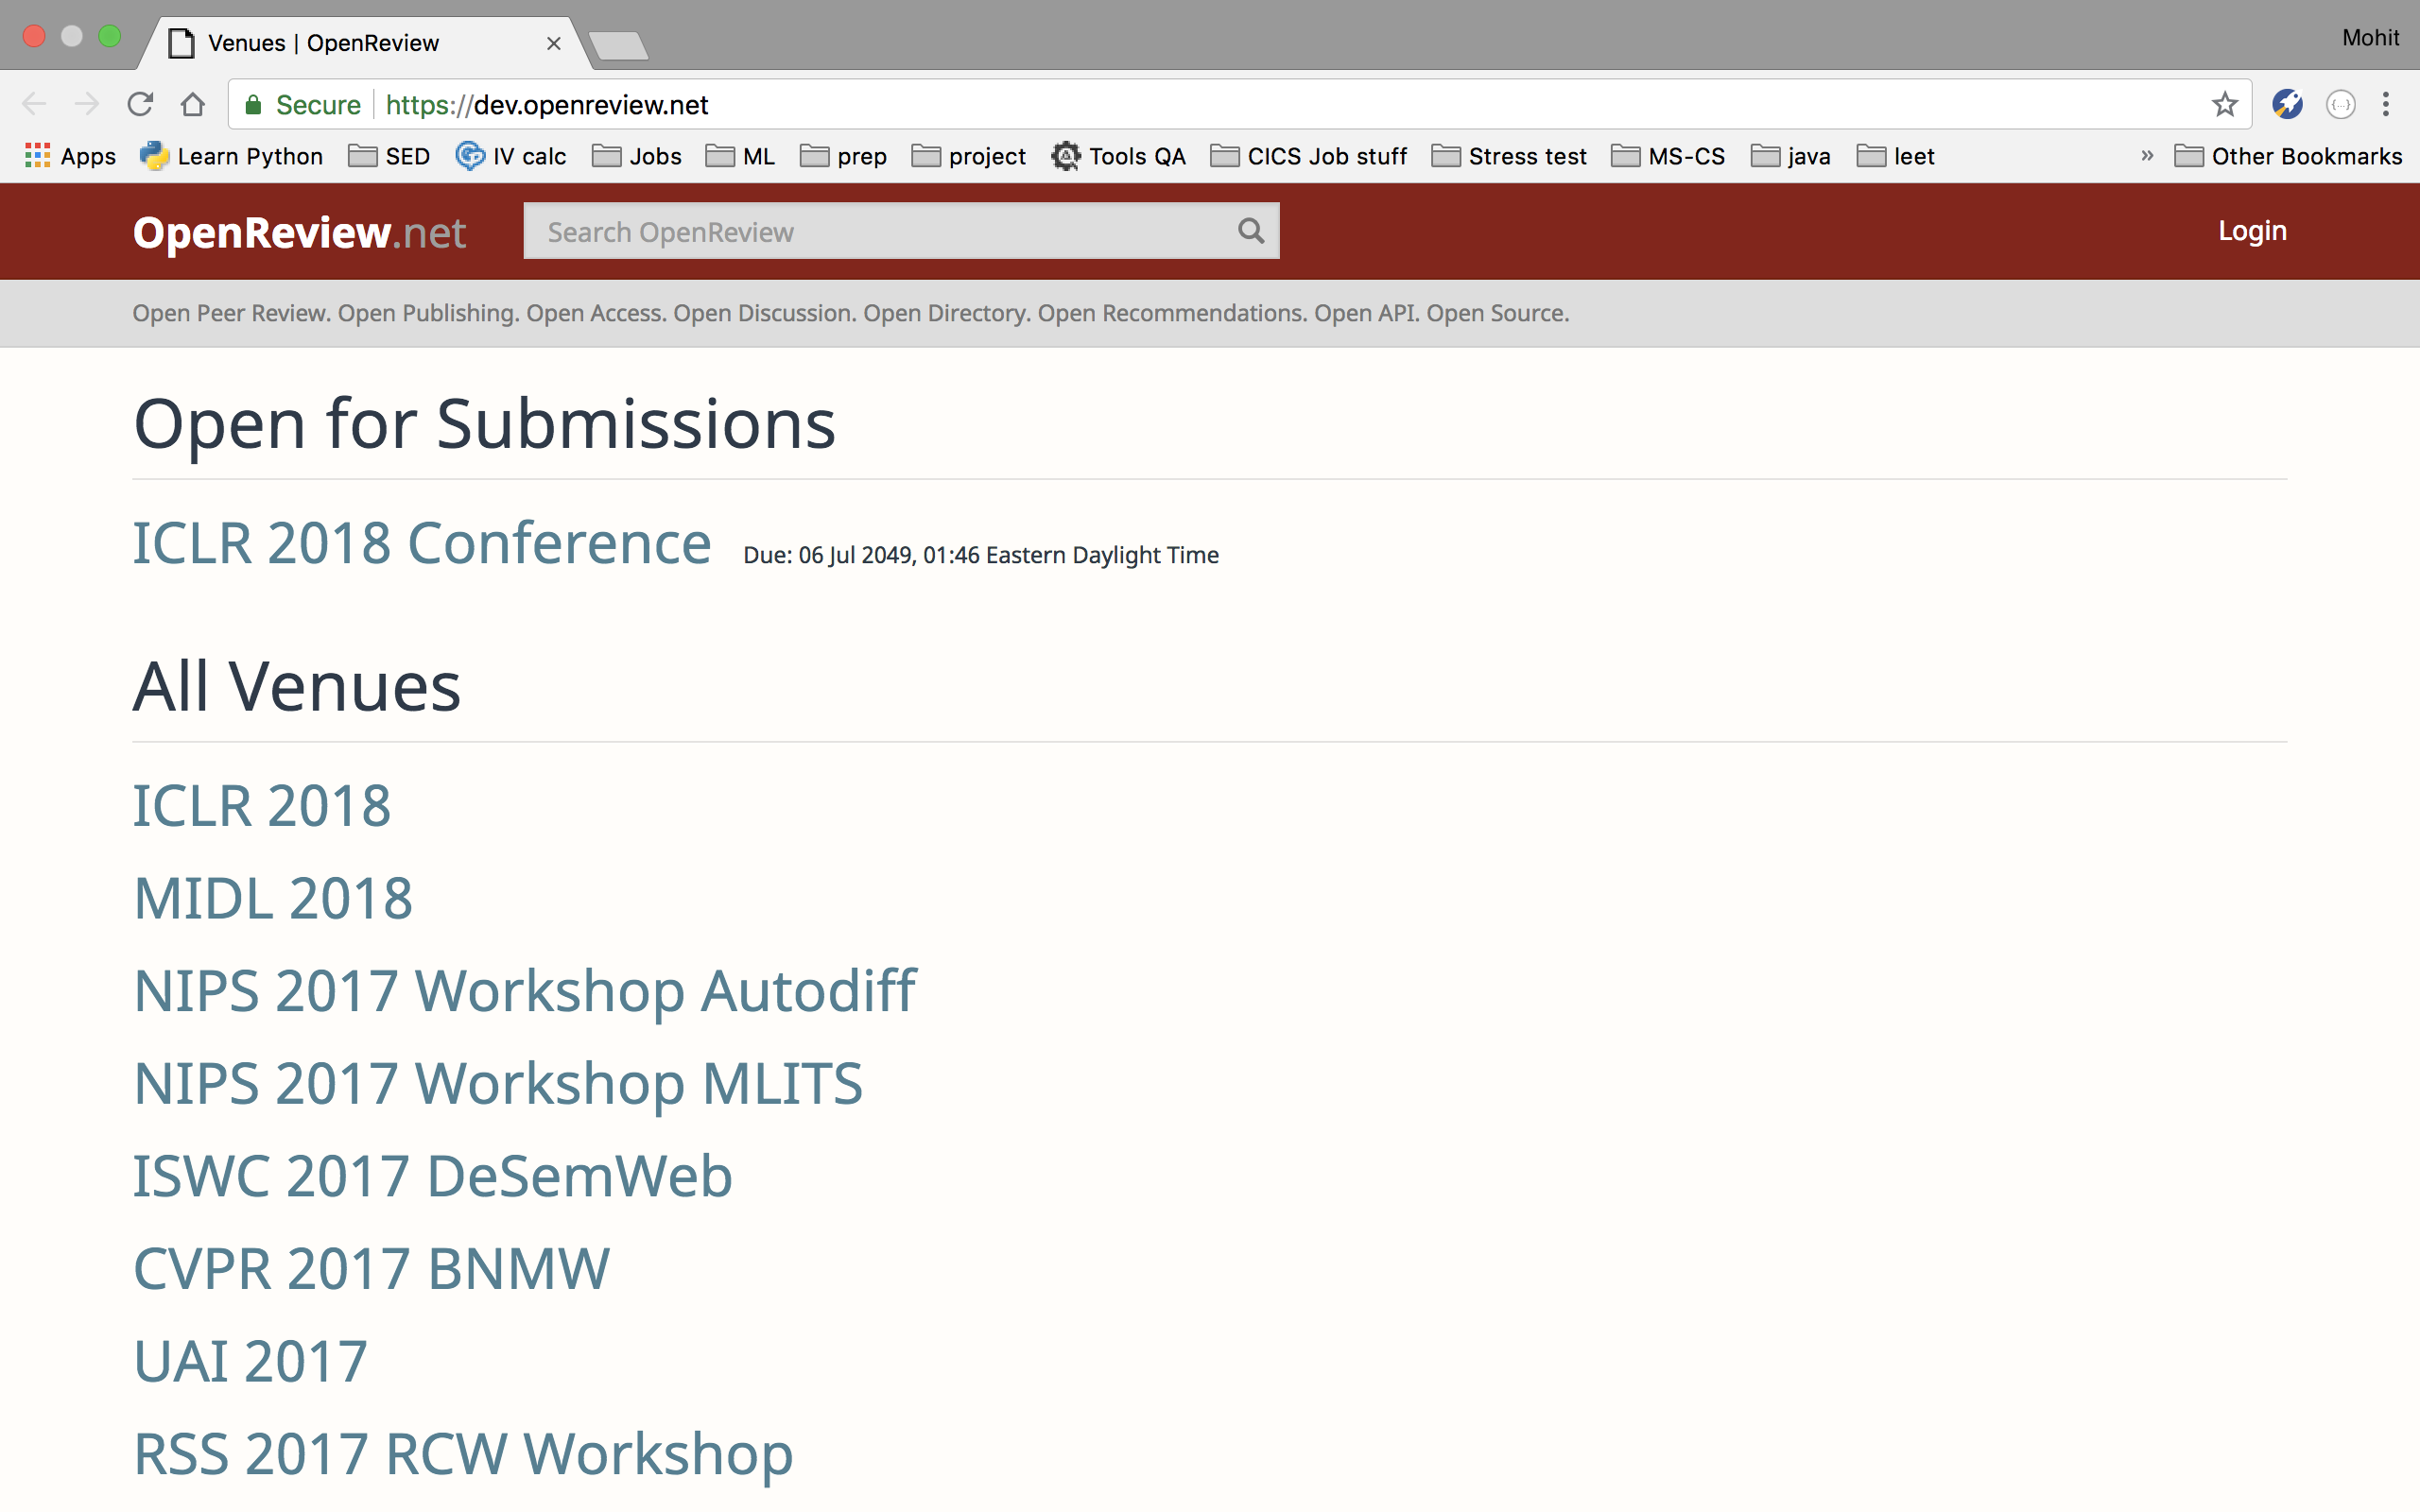 Venues | OpenReview
Mohit
Secure https://dev.openreview.net
Apps Learn Python SED IV calc Jobs ML prep project Tools QA CICS Job stuff Stress test MS-CS java leet » Other Bookmarks
OpenReview.net Search OpenReview Login
Open Peer Review. Open Publishing. Open Access. Open Discussion. Open Directory. Open Recommendations. Open API. Open Source.
Open for Submissions
ICLR 2018 Conference Due: 06 Jul 2049, 01:46 Eastern Daylight Time
All Venues
ICLR 2018
MIDL 2018
NIPS 2017 Workshop Autodiff
NIPS 2017 Workshop MLITS
ISWC 2017 DeSemWeb
CVPR 2017 BNMW
UAI 2017
RSS 2017 RCW Workshop